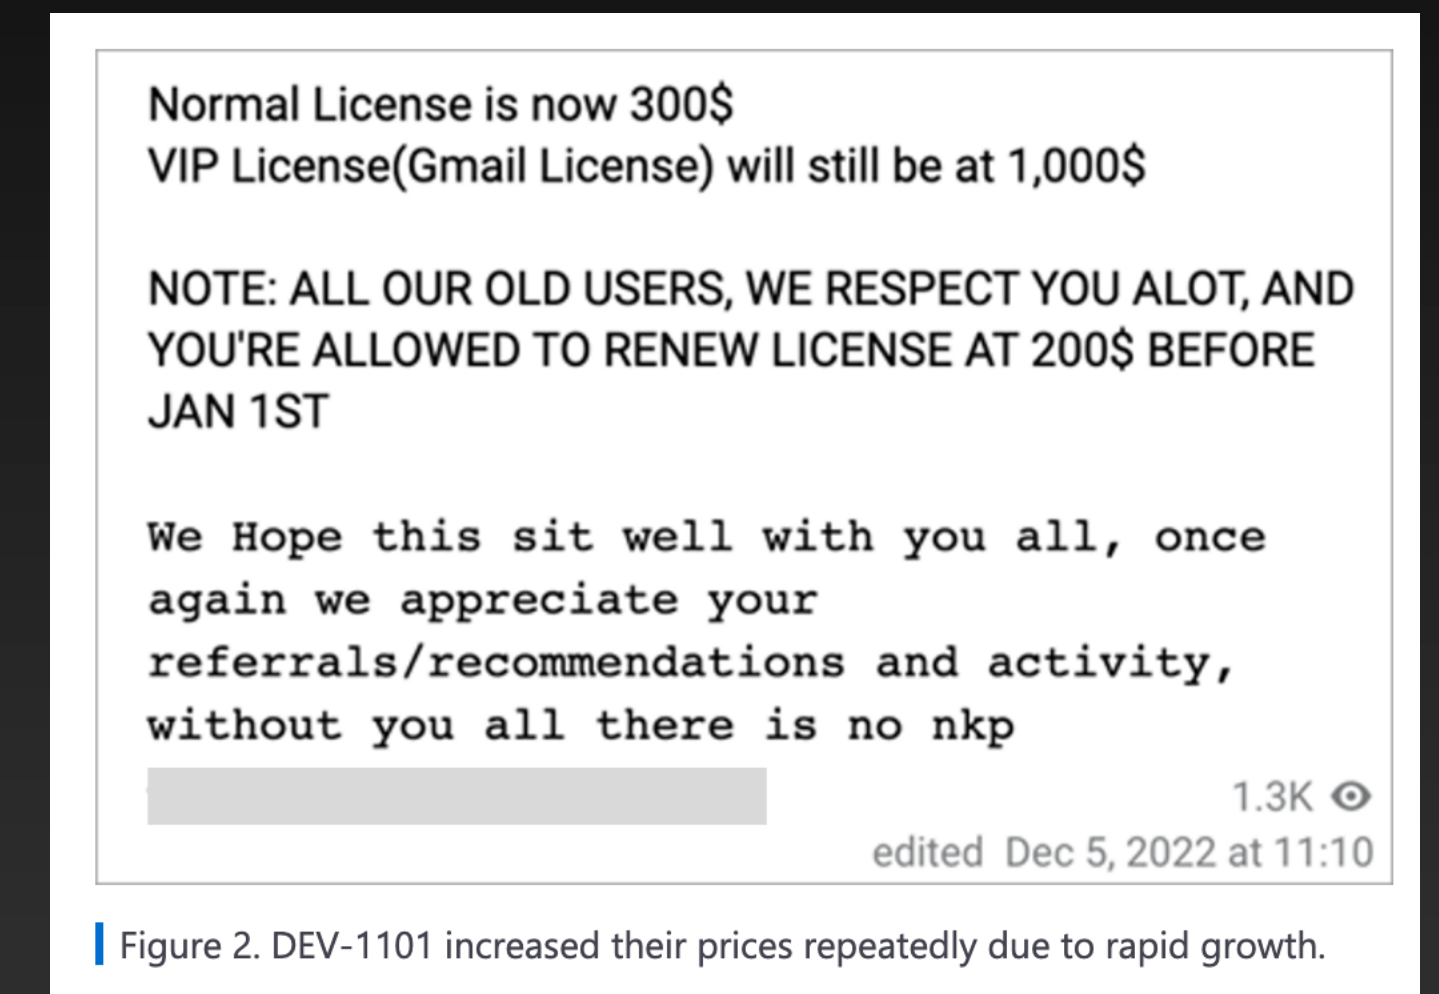 Normal License is now 300$
VIP License(Gmail License) will still be at 1,000$
NOTE: ALL OUR OLD USERS, WE RESPECT YOU ALOT, AND
YOU'RE ALLOWED TO RENEW LICENSE AT 200$ BEFORE
JAN 1ST
We Hope this sit well with you all, once
again we appreciate your
referrals/recommendations and activity,
without you all there is no nkp
1.3K
edited Dec 5, 2022 at 11:10
Figure 2. DEV-1101 increased their prices repeatedly due to rapid growth.